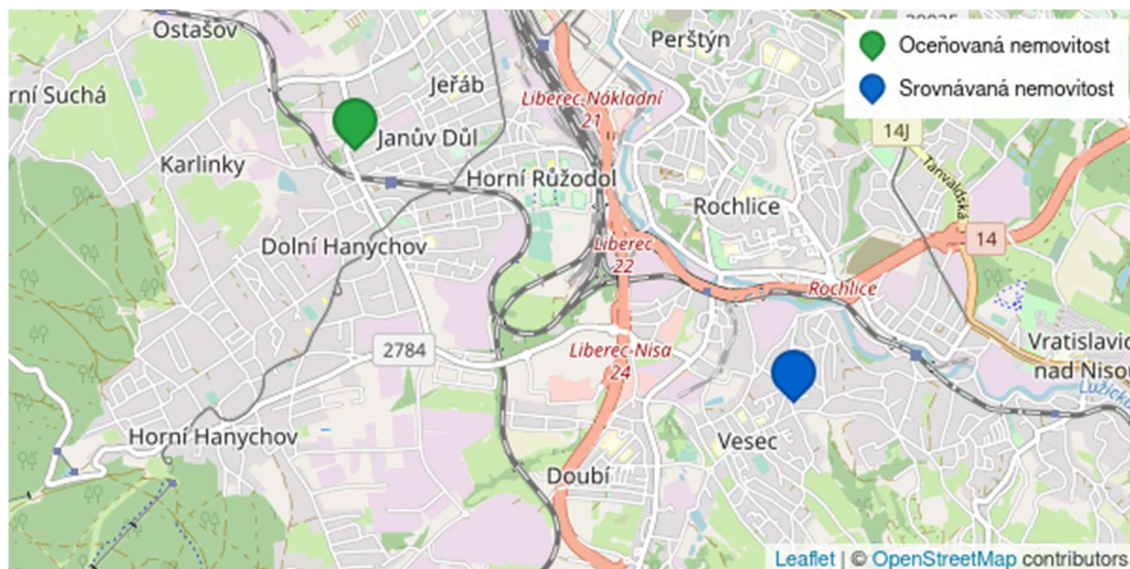 Ostašov
Perštýn
Oceňovaná nemovitost
Srovnávaná nemovitost
rní Suchá
Jeřáb
Liberec-Nákladní
21
14J
Janův Důl
Karlinky
Tanvaldská
Horní Růžodol
Rochlice
Dolní Hanychov
Liberec
22
14
Rochlice
2784
Liberec-Nisa
24
Vratislavic
nad Nisou
Lužick
Horní Hanychov
Vesec
Doubí
Leaflet | © OpenStreetMap contributors